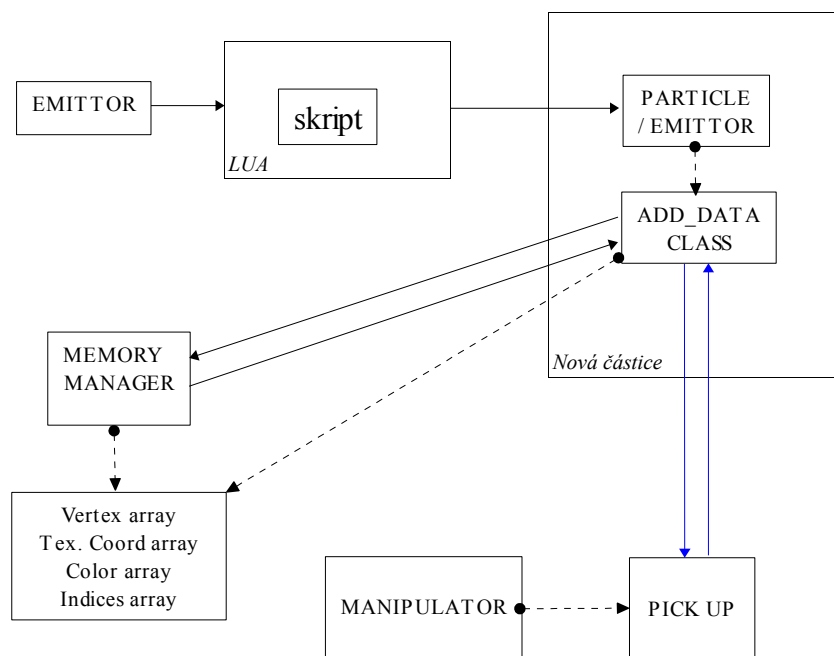 EMITTOR
skript
LUA
PARTICLE
/ EMITTOR
ADD_DATA
CLASS
Nová částice
MEMORY
MANAGER
Vertex array
Tex. Coord array
Color array
Indices array
MANIPULATOR
PICK UP